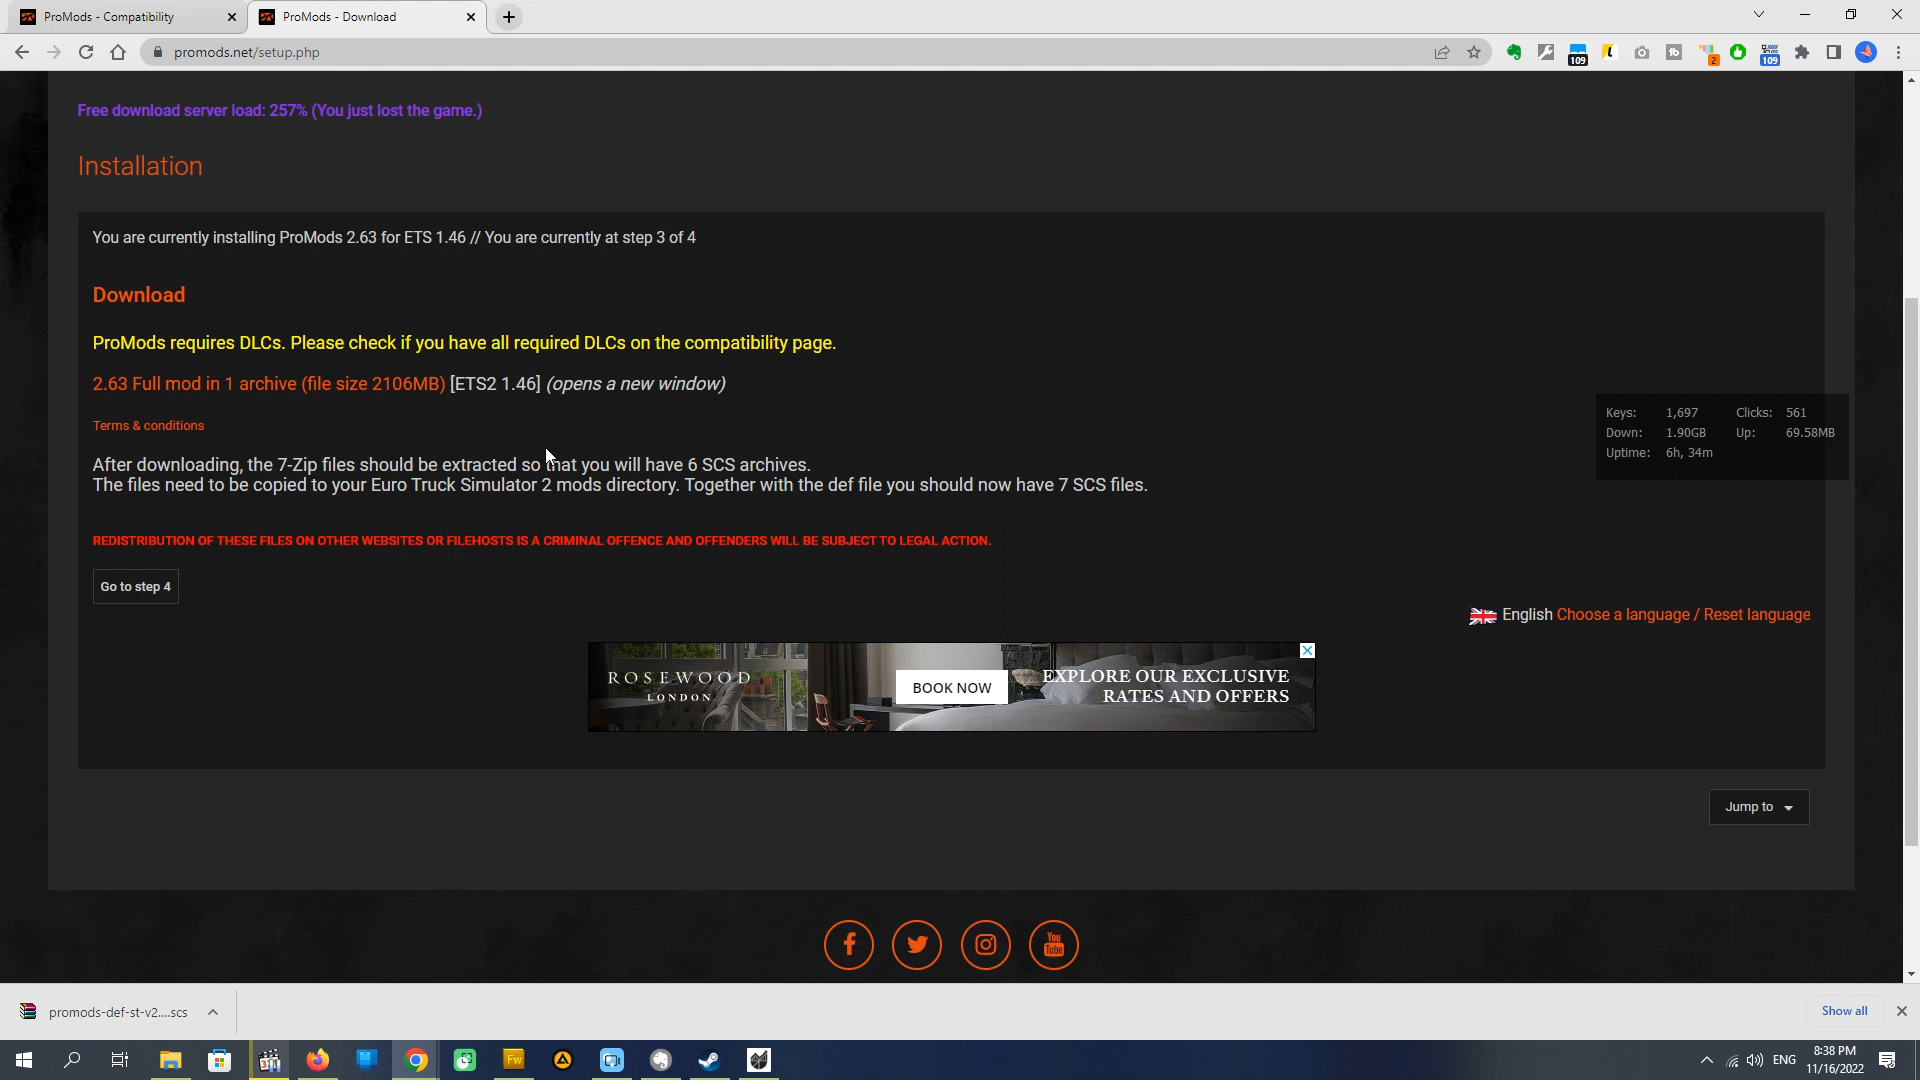 ProMods - Compatibility
ProMods - Download
promods.net/setup.php
109
2
109
Free download server load: 257% (You just lost the game.)
Installation
You are currently installing ProMods 2.63 for ETS 1.46 // You are currently at step 3 of 4
Download
ProMods requires DLCs. Please check if you have all required DLCs on the compatibility page.
2.63 Full mod in 1 archive (file size 2106MB) [ETS2 1.46] (opens a new window)
Keys: 1,697 Clicks: 561
Down: 1.90GB Up: 69.58MB
Uptime: 6h, 34m
Terms & conditions
After downloading, the 7-Zip files should be extracted so that you will have 6 SCS archives.
The files need to be copied to your Euro Truck Simulator 2 mods directory. Together with the def file you should now have 7 SCS files.
REDISTRIBUTION OF THESE FILES ON OTHER WEBSITES OR FILEHOSTS IS A CRIMINAL OFFENCE AND OFFENDERS WILL BE SUBJECT TO LEGAL ACTION.
Go to step 4
English Choose a language / Reset language
ROSEWOOD
LONDON
BOOK NOW
EXPLORE OUR EXCLUSIVE
RATES AND OFFERS
Jump to
You
Tube
promods-def-st-v2....scs
Show all
Fw
ENG
8:38 PM
11/16/2022